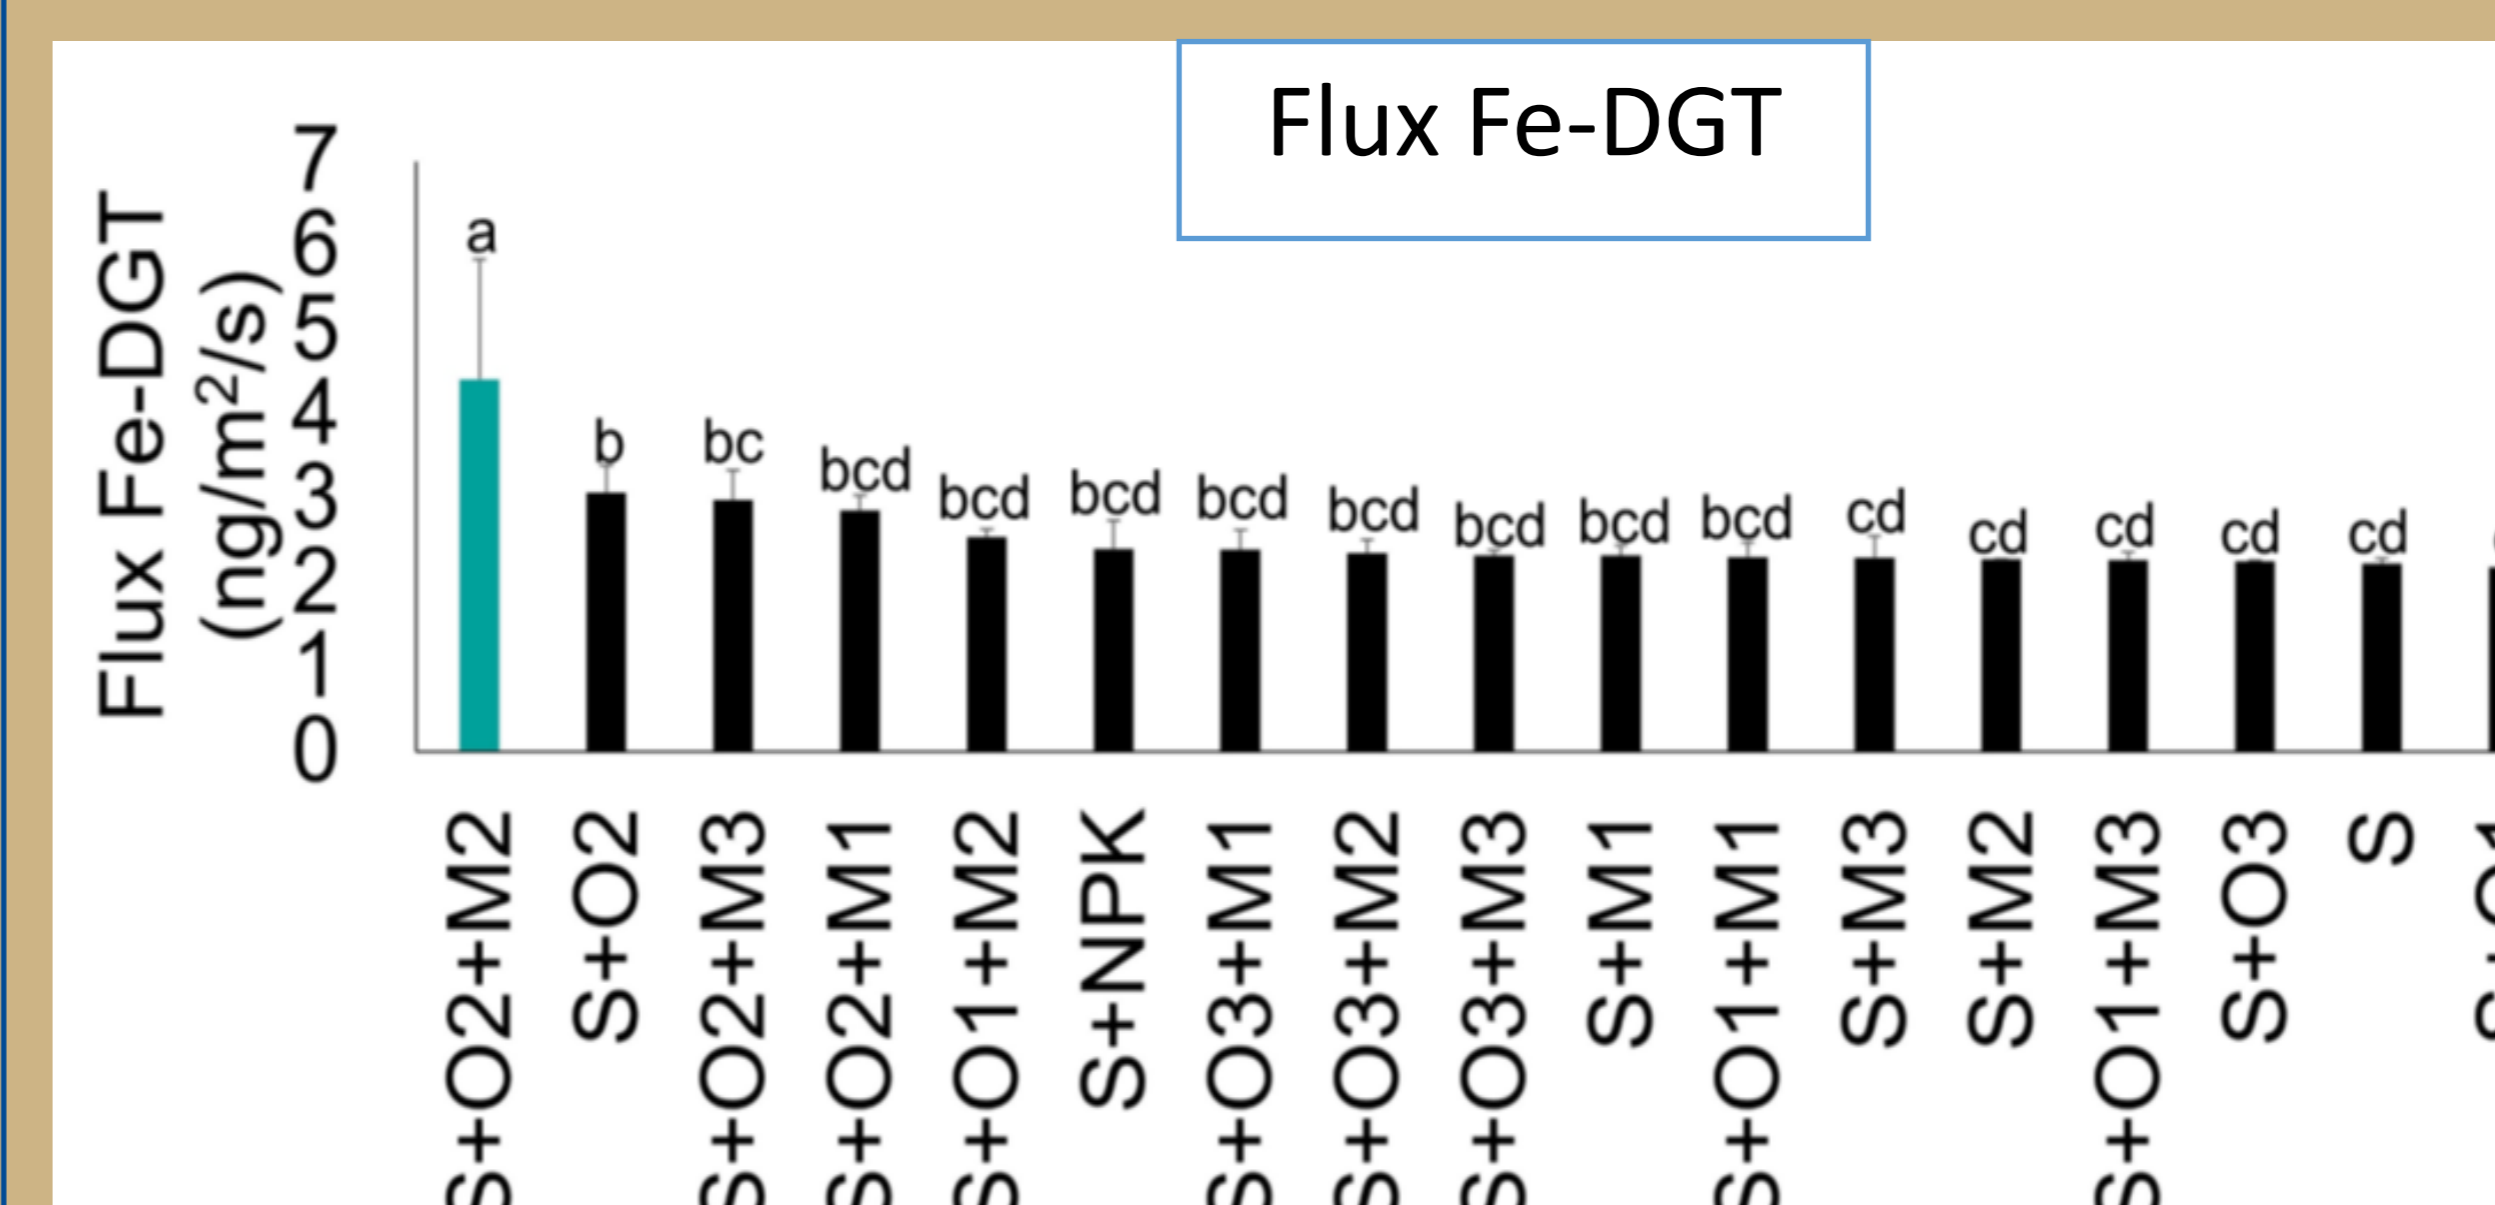 Flux Fe-DGT
Flux Fe-DGT
(ng/m²/s)
7
6
5
4
3
2
1
0
a
b
bc
bcd
bcd
bcd
bcd
bcd
bcd
bcd
bcd
cd
cd
cd
cd
cd
S+O2+M2
S+O2
S+O2+M3
S+O2+M1
S+O1+M2
S+NPK
S+O3+M1
S+O3+M2
S+O3+M3
S+M1
S+O1+M1
S+M3
S+M2
S+O1+M3
S+O3
S